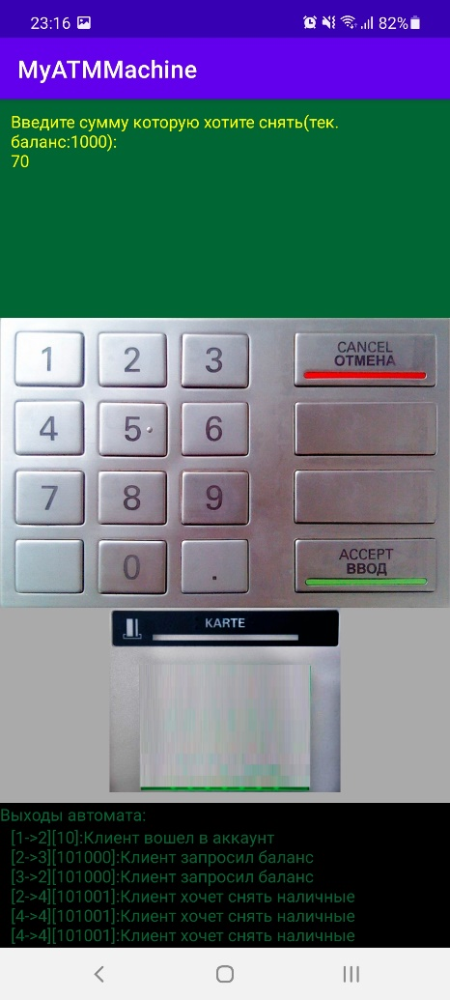 23:16 82%
MyATMMachine
Введите сумму которую хотите снять(тек.
баланс:1000):
70
1 2 3 CANCEL
ОТМЕНА
4 5 6
7 8 9
0 . ACCEPT
ВВОД
KARTE
Выходы автомата:
[1->2][10]:Клиент вошел в аккаунт
[2->3][101000]:Клиент запросил баланс
[3->2][101000]:Клиент запросил баланс
[2->4][101001]:Клиент хочет снять наличные
[4->4][101001]:Клиент хочет снять наличные
[4->4][101001]:Клиент хочет снять наличные